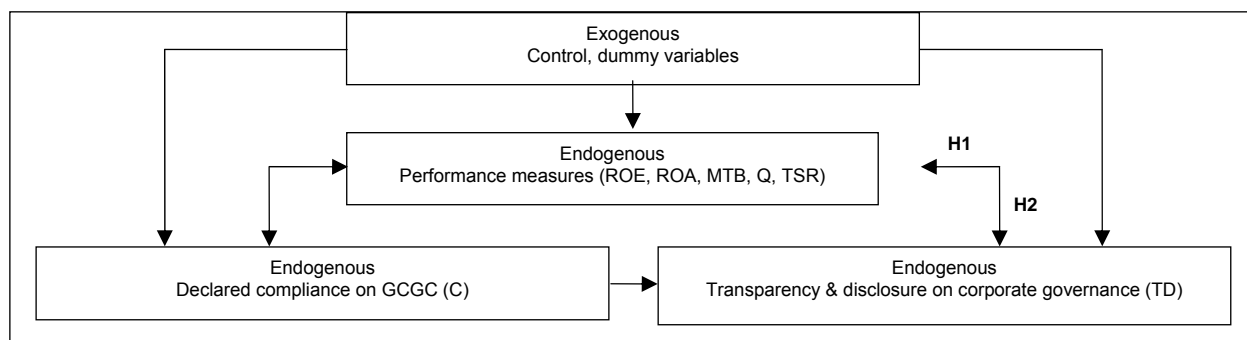 Exogenous
Control, dummy variables
H1
Endogenous
Performance measures (ROE, ROA, MTB, Q, TSR)
H2
Endogenous
Declared compliance on GCGC (C)
Endogenous
Transparency & disclosure on corporate governance (TD)